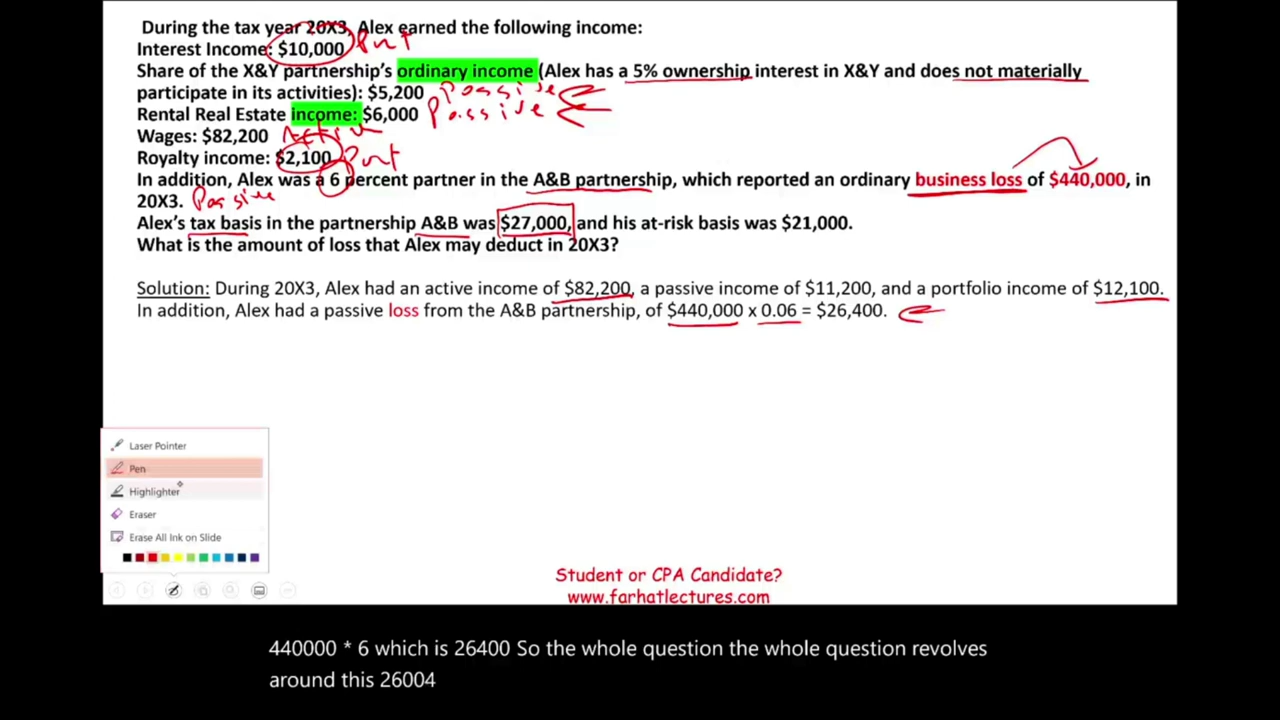 During the tax year 20X3, Alex earned the following income:
Interest Income: $10,000 Port
Share of the X&Y partnership's ordinary income (Alex has a 5% ownership interest in X&Y and does not materially
participate in its activities): $5,200 Passive
Rental Real Estate income: $6,000 Passive
Wages: $82,200 Active
Royalty income: $2,100 Port
In addition, Alex was a 6 percent partner in the A&B partnership, which reported an ordinary business loss of $440,000, in
20X3. Passive
Alex's tax basis in the partnership A&B was $27,000, and his at-risk basis was $21,000.
What is the amount of loss that Alex may deduct in 20X3?
Solution: During 20X3, Alex had an active income of $82,200, a passive income of $11,200, and a portfolio income of $12,100.
In addition, Alex had a passive loss from the A&B partnership, of $440,000 x 0.06 = $26,400.
Laser Pointer
Pen
Highlighter
Eraser
Erase All Ink on Slide
Student or CPA Candidate?
www.farhatlectures.com
440000 * 6 which is 26400 So the whole question the whole question revolves
around this 26004